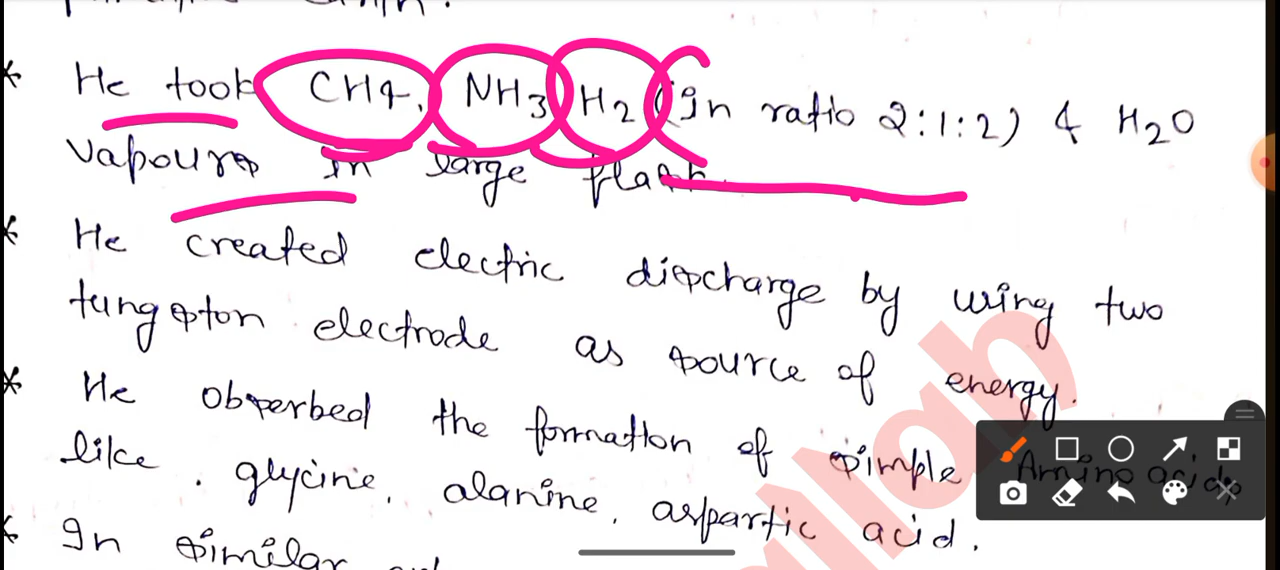 * He took CH4, NH3 H2 (In ratio 2:1:2) & H2O
vapours in large flask.
* He created electric discharge by using two
tungston electrode as source of energy.
* He obserbed the formation of simple Amino acids
like . glycine, alanine, aspartic acid.
* In similar